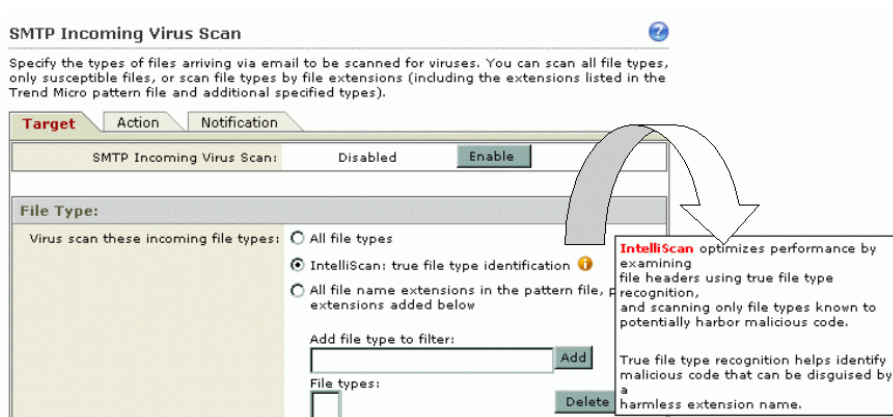 SMTP Incoming Virus Scan
Specify the types of files arriving via email to be scanned for viruses. You can scan all file types,
only susceptible files, or scan file types by file extensions (including the extensions listed in the
Trend Micro pattern file and additional specified types).
Target Action Notification
SMTP Incoming Virus Scan: Disabled Enable
File Type:
Virus scan these incoming file types: All file types
IntelliScan: true file type identification
All file name extensions in the pattern file, p
extensions added below
Add file type to filter:
Add
File types:
Delete
IntelliScan optimizes performance by
examining
file headers using true file type
recognition,
and scanning only file types known to
potentially harbor malicious code.
True file type recognition helps identify
malicious code that can be disguised by
a
harmless extension name.